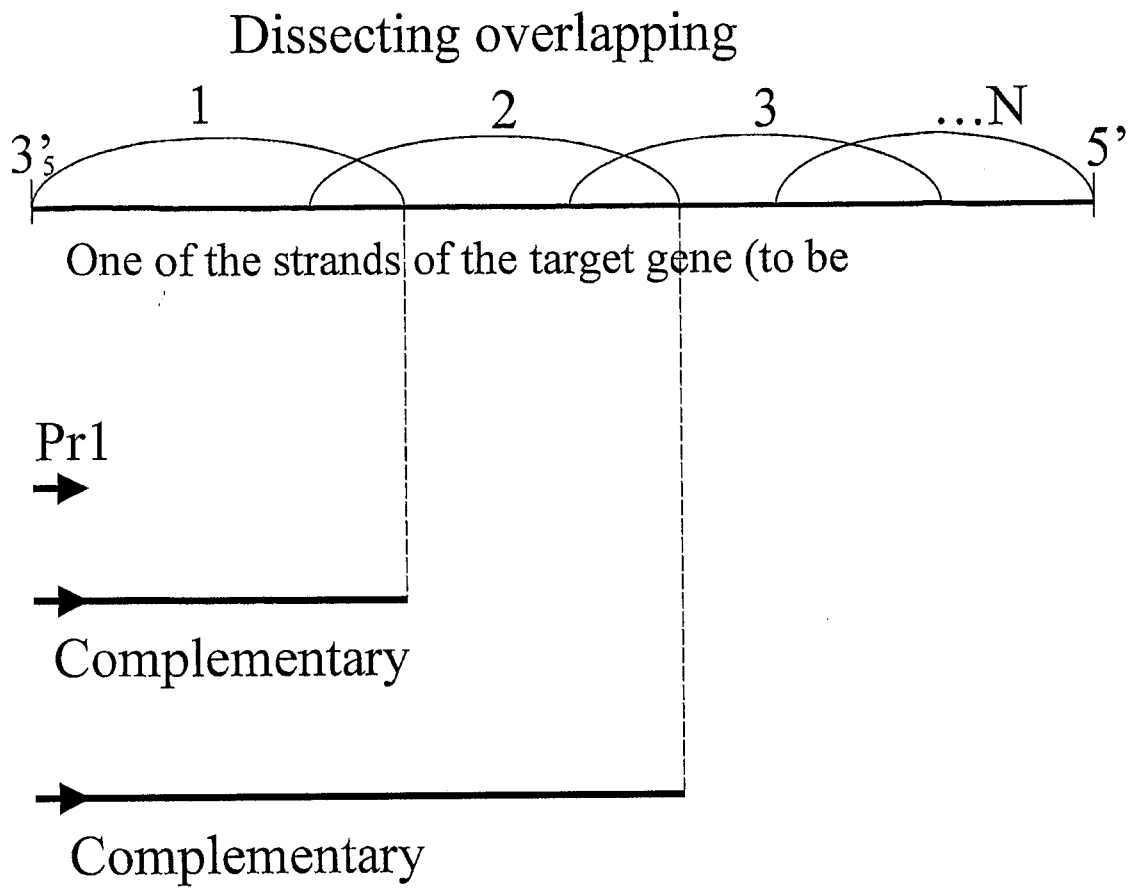 Dissecting overlapping
1 2 3 ...N
3'5 5'
One of the strands of the target gene (to be
Pr1
Complementary
Complementary